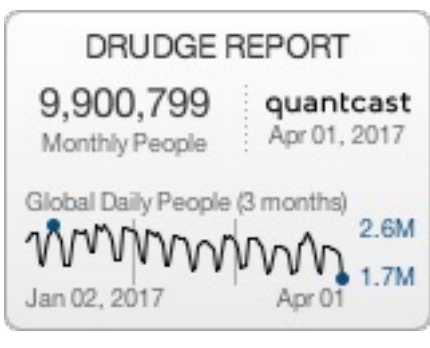 DRUDGE REPORT
9,900,799
Monthly People
quantcast
Apr 01, 2017
Global Daily People (3 months)
2.6M
1.7M
Jan 02, 2017
Apr 01